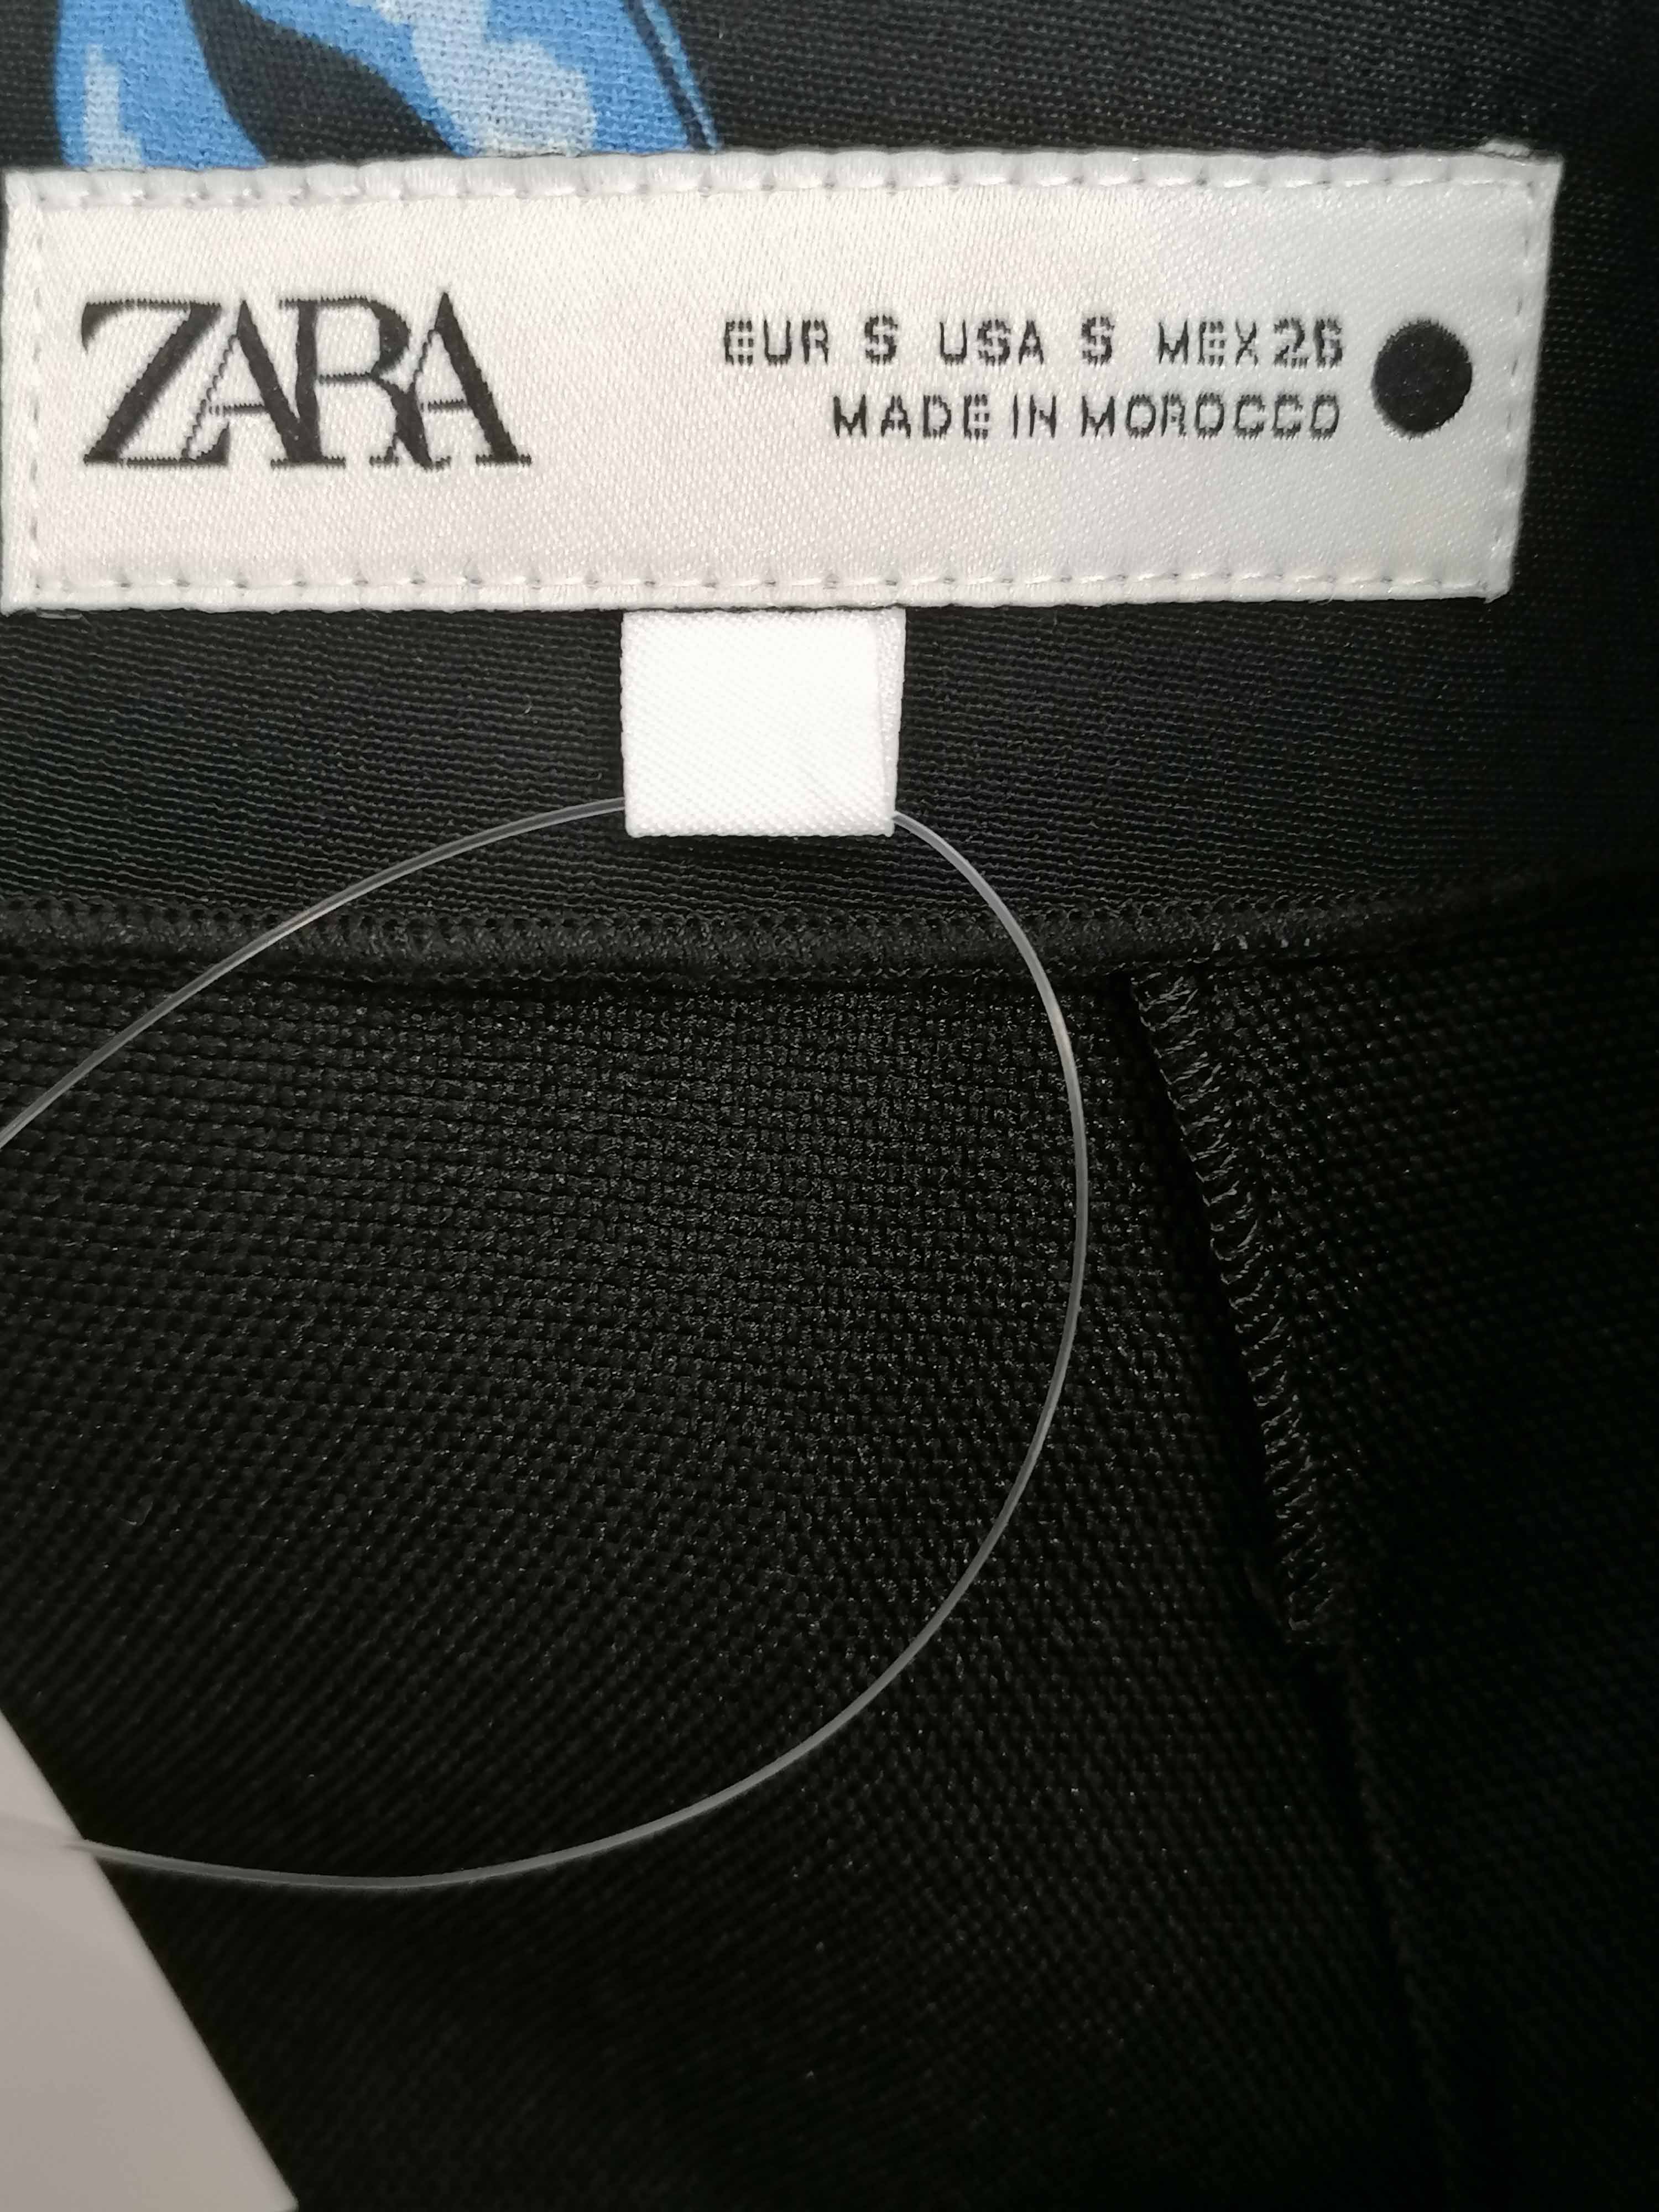 ZARA
EUR S USA S MEX 26
MADE IN MOROCCO